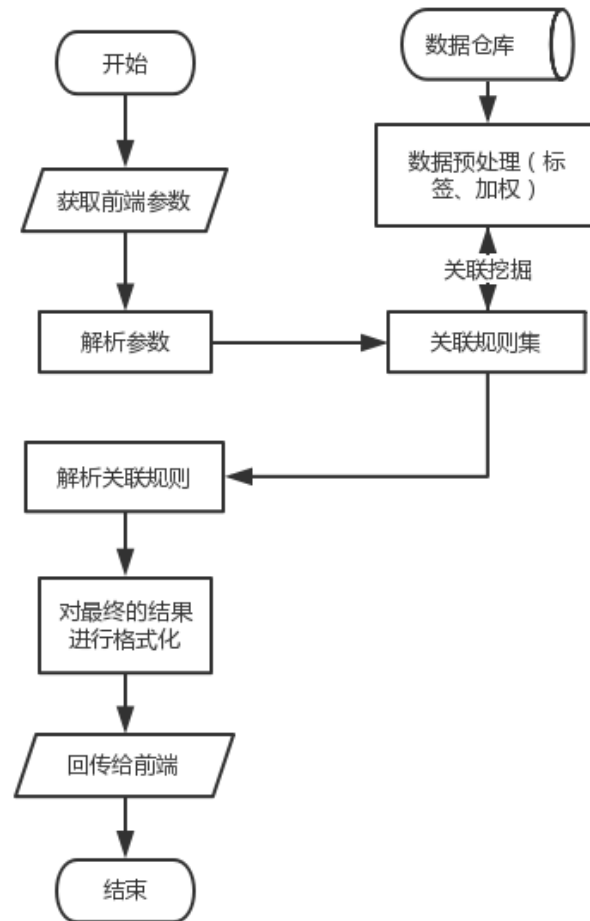 开始
数据仓库
获取前端参数
数据预处理（标
签、加权）
关联挖掘
解析参数
关联规则集
解析关联规则
对最终的结果
进行格式化
回传给前端
结束